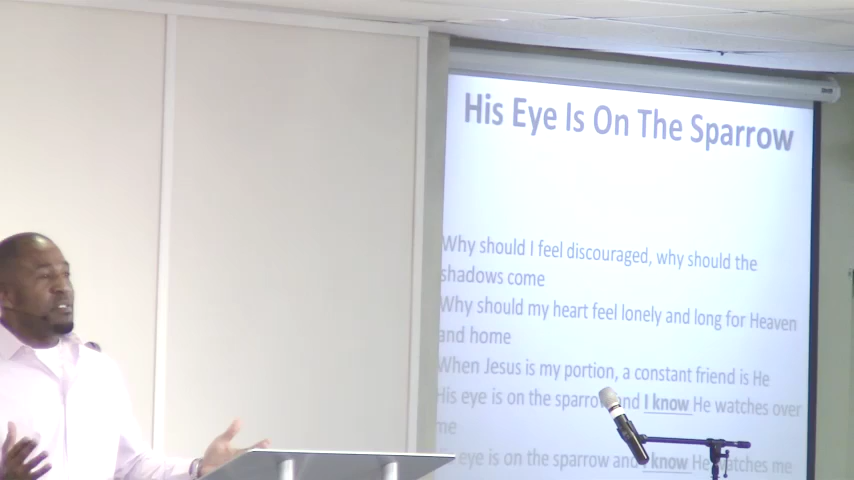 His Eye Is On The Sparrow
Why should I feel discouraged, why should the
shadows come
Why should my heart feel lonely and long for Heaven
and home
When Jesus is my portion, a constant friend is He
His eye is on the sparrow and I know He watches over
me
eye is on the sparrow and I know He watches me